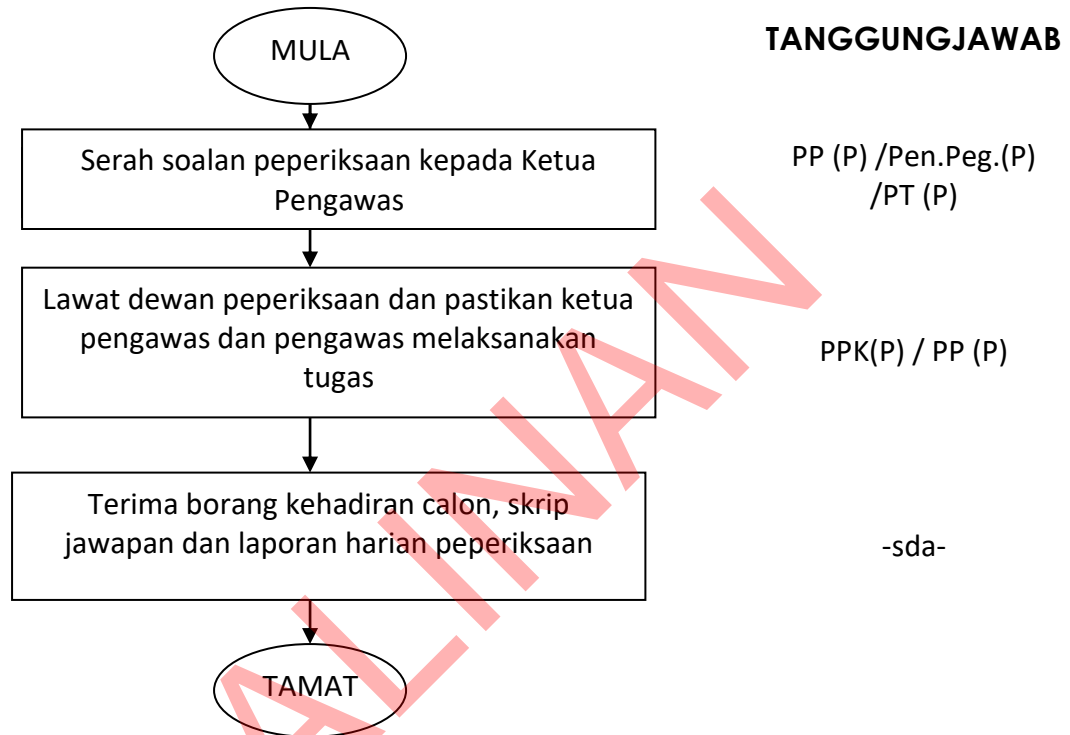 MULA
TANGGUNGJAWAB
Serah soalan peperiksaan kepada Ketua
Pengawas
PP (P) /Pen.Peg.(P)
/PT (P)
Lawat dewan peperiksaan dan pastikan ketua
pengawas dan pengawas melaksanakan
tugas
PPK(P) / PP (P)
Terima borang kehadiran calon, skrip
jawapan dan laporan harian peperiksaan
-sda-
TAMAT
ALINAN